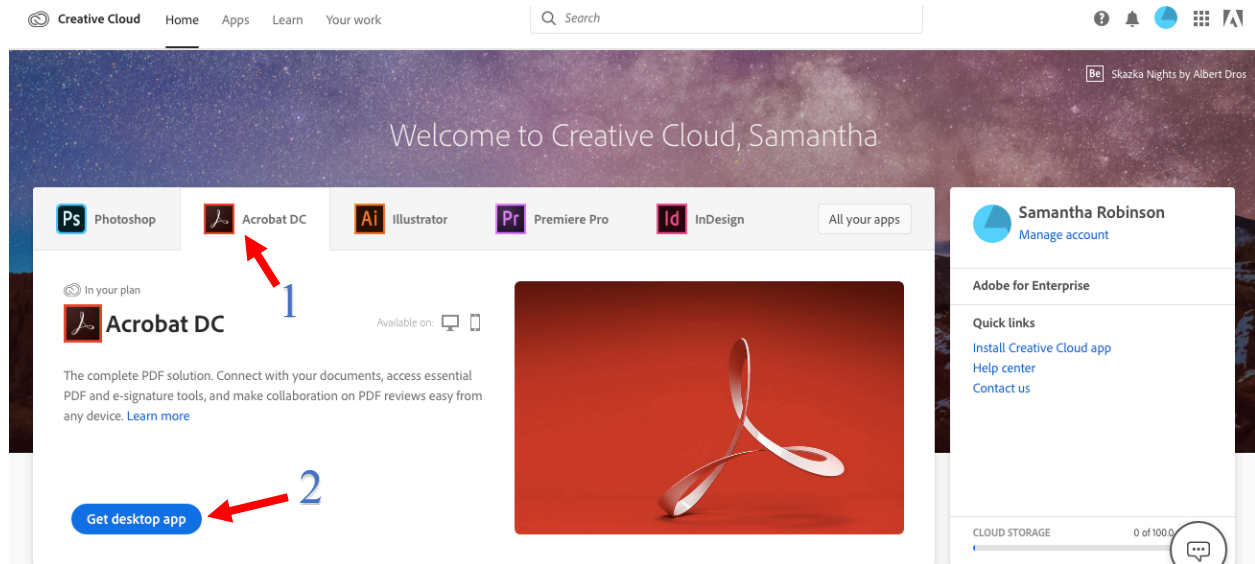 Creative Cloud Home Apps Learn Your work Search
Be Skazka Nights by Albert Dros
Welcome to Creative Cloud, Samantha
Ps Photoshop Acrobat DC Ai Illustrator Pr Premiere Pro Id InDesign All your apps
1
In your plan
Acrobat DC
Available on:
The complete PDF solution. Connect with your documents, access essential
PDF and e-signature tools, and make collaboration on PDF reviews easy from
any device. Learn more
2
Get desktop app
Samantha Robinson
Manage account
Adobe for Enterprise
Quick links
Install Creative Cloud app
Help center
Contact us
CLOUD STORAGE 0 of 100.0